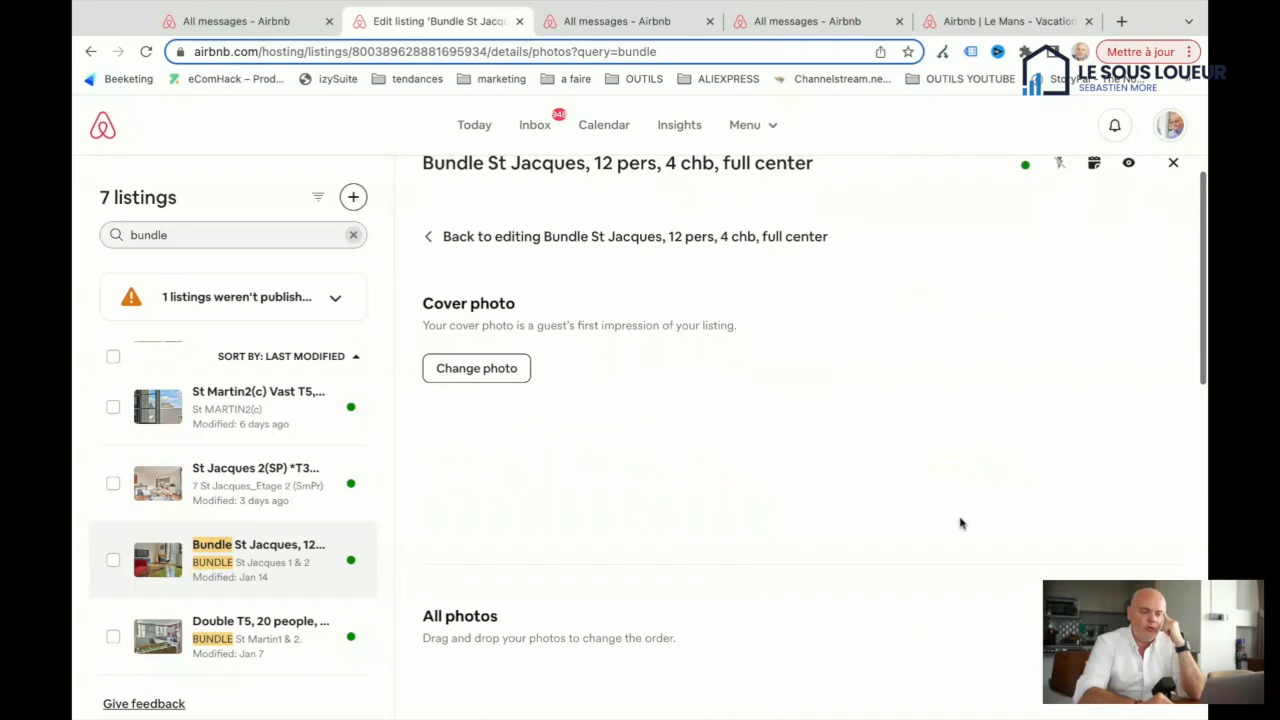 All messages - Airbnb
Edit listing 'Bundle St Jacqu
All messages - Airbnb
All messages - Airbnb
Airbnb | Le Mans - Vacation
airbnb.com/hosting/listings/800389628881695934/details/photos?query=bundle
Mettre à jour
Beeketing
eComHack – Prod...
izySuite
tendances
marketing
a faire
OUTILS
ALIEXPRESS
Channelstream.ne...
OUTILS YOUTUBE
LE SOUS LOUEUR
SEBASTIEN MORE
Today
Inbox
948
Calendar
Insights
Menu
7 listings
bundle
1 listings weren't publish...
SORT BY: LAST MODIFIED
St Martin2(c) Vast T5,...
St MARTIN2(c)
Modified: 6 days ago
St Jacques 2(SP) *T3...
7 St Jacques_Etage 2 (SmPr)
Modified: 3 days ago
Bundle St Jacques, 12...
BUNDLE St Jacques 1 & 2
Modified: Jan 14
Double T5, 20 people, ...
BUNDLE St Martin1 & 2.
Modified: Jan 7
Give feedback
Bundle St Jacques, 12 pers, 4 chb, full center
Back to editing Bundle St Jacques, 12 pers, 4 chb, full center
Cover photo
Your cover photo is a guest's first impression of your listing.
Change photo
All photos
Drag and drop your photos to change the order.